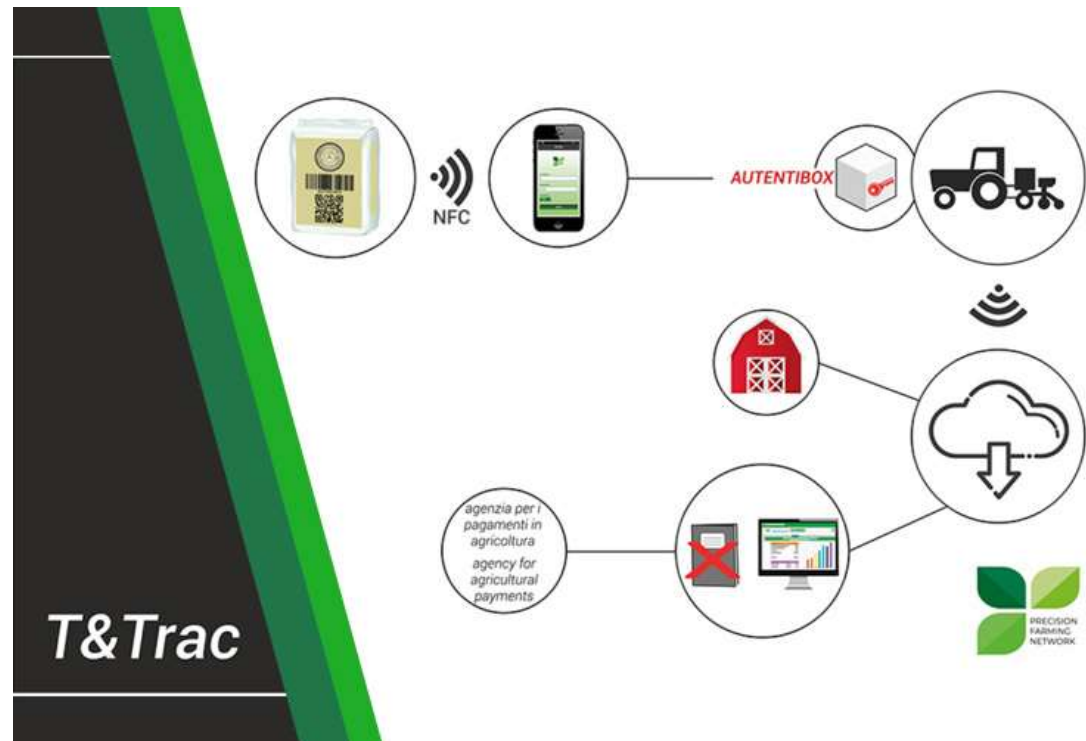 NFC
AUTENTIBOX
agenzia per i
pagamenti in
agricoltura
agency for
agricultural
payments
T&Trac
PRECISION
FARMING
NETWORK